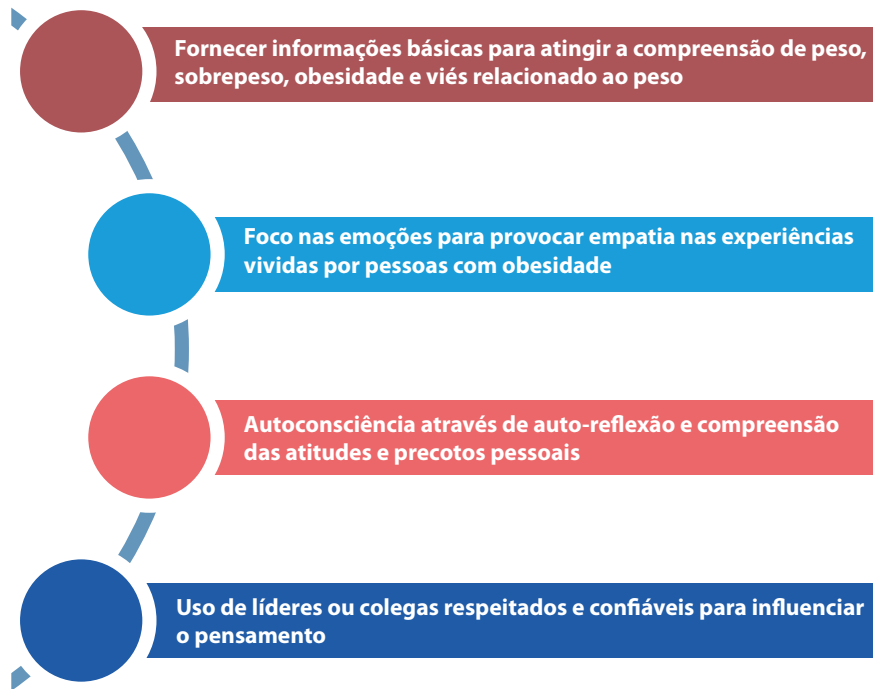 Fornecer informações básicas para atingir a compreensão de peso,
sobrepeso, obesidade e viés relacionado ao peso
Foco nas emoções para provocar empatia nas experiências
vividas por pessoas com obesidade
Autoconsciência através de auto-reflexão e compreensão
das atitudes e precotos pessoais
Uso de líderes ou colegas respeitados e confiáveis para influenciar
o pensamento